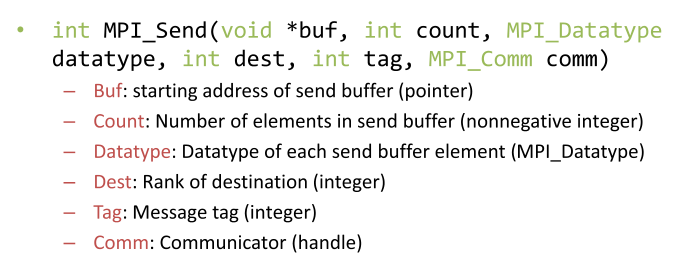 • int MPI_Send(void *buf, int count, MPI_Datatype
datatype, int dest, int tag, MPI_Comm comm)
– Buf: starting address of send buffer (pointer)
– Count: Number of elements in send buffer (nonnegative integer)
– Datatype: Datatype of each send buffer element (MPI_Datatype)
– Dest: Rank of destination (integer)
– Tag: Message tag (integer)
– Comm: Communicator (handle)